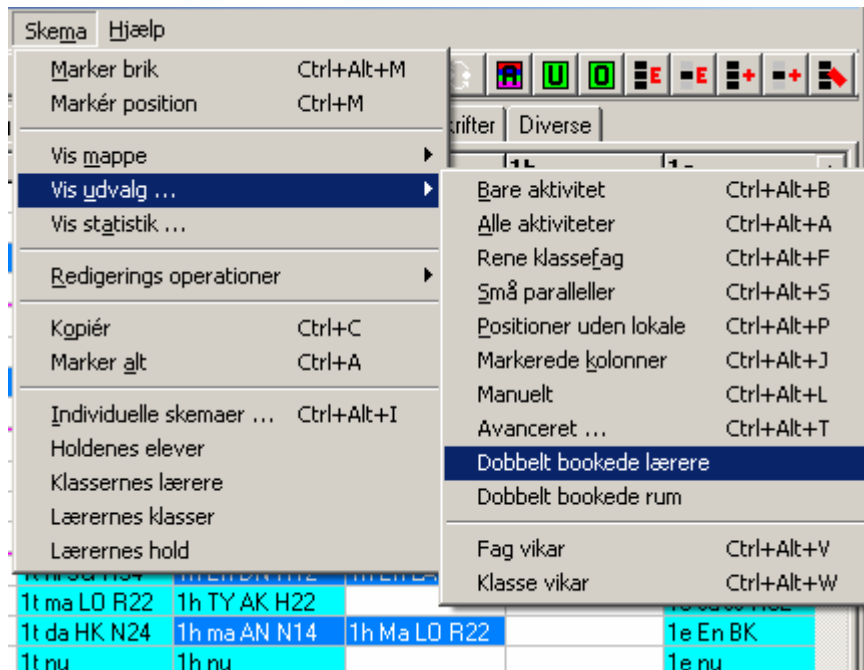 Skema Hjælp
Marker brik Ctrl+Alt+M
Markér position Ctrl+M
Vis mappe
Vis udvalg ...
Vis statistik ...
Redigerings operationer
Kopiér Ctrl+C
Marker alt Ctrl+A
Individuelle skemaer ... Ctrl+Alt+I
Holdenes elever
Klassernes lærere
Lærernes klasser
Lærernes hold
A U O E E + +
Diverse
Bare aktivitet Ctrl+Alt+B
Alle aktiviteter Ctrl+Alt+A
Rene klassefag Ctrl+Alt+F
Små paralleller Ctrl+Alt+S
Positioner uden lokale Ctrl+Alt+P
Markerede kolonner Ctrl+Alt+J
Manuelt Ctrl+Alt+L
Avanceret ... Ctrl+Alt+T
Dobbelt bookede lærere
Dobbelt bookede rum
Fag vikar Ctrl+Alt+V
Klasse vikar Ctrl+Alt+W
1t ma LO R22 1h TY AK H22
1t da HK N24 1h ma AN N14 1h Ma LO R22 1e En BK
1t nu 1h nu 1e nu